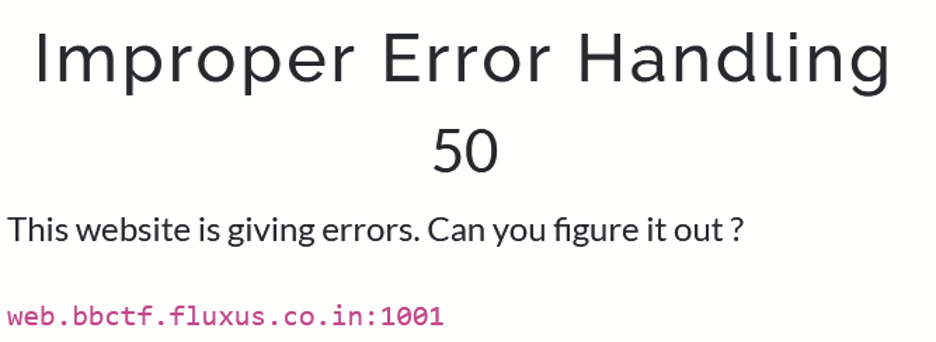 Improper Error Handling
50
This website is giving errors. Can you figure it out ?
web.bbctf.fluxus.co.in:1001